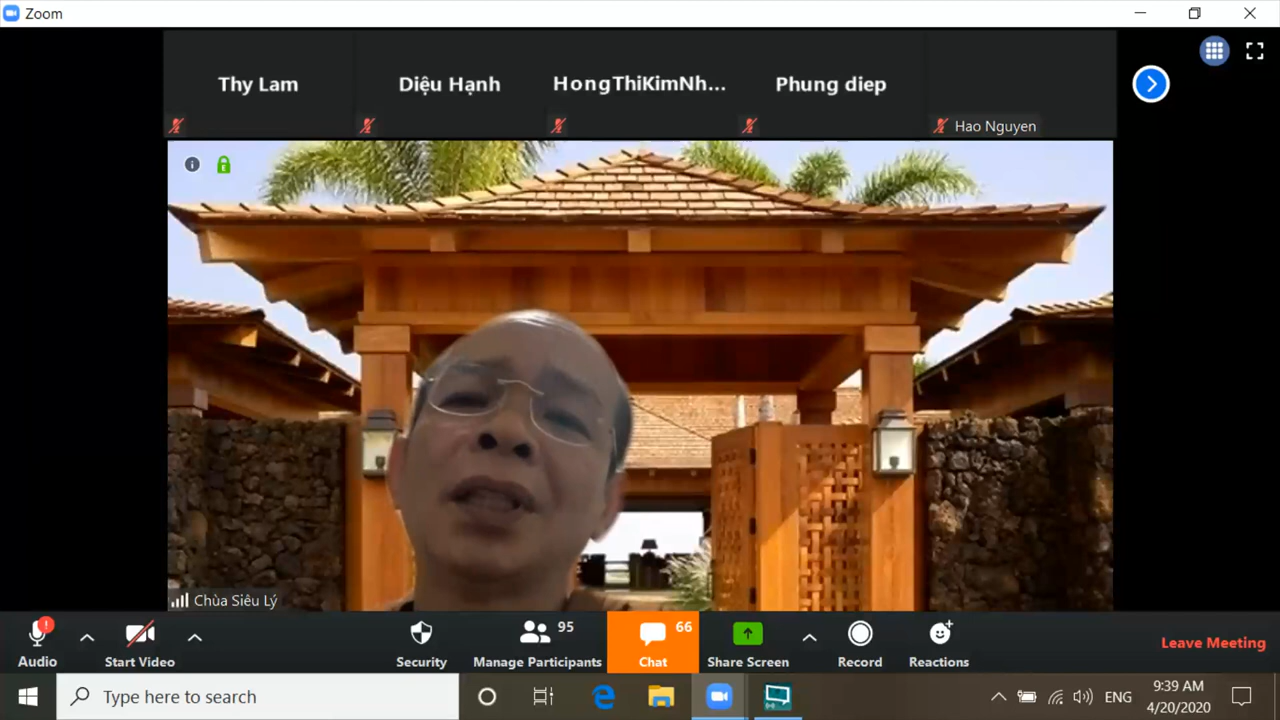 Zoom
Thy Lam
Diệu Hạnh
HongThiKimNh...
Phung diep
Hao Nguyen
Chùa Siêu Lý
95
66
Audio
Start Video
Security
Manage Participants
Chat
Share Screen
Record
Reactions
Leave Meeting
Type here to search
ENG
9:39 AM
4/20/2020